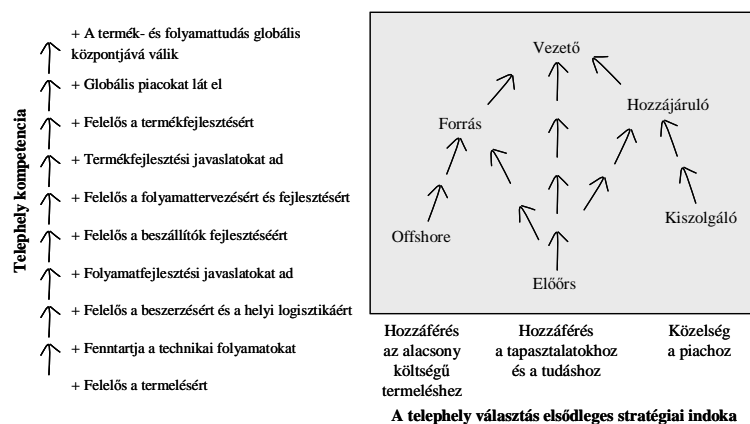 Telephely kompetencia
+ A termék- és folyamattudás globális
központjává válik
+ Globális piacokat lát el
+ Felelős a termékfejlesztésért
+ Termékfejlesztési javaslatokat ad
+ Felelős a folyamattervezésért és fejlesztésért
+ Felelős a beszállítók fejlesztéséért
+ Folyamatfejlesztési javaslatokat ad
+ Felelős a beszerzésért és a helyi logisztikáért
+ Fenntartja a technikai folyamatokat
+ Felelős a termelésért
Vezető
Hozzájáruló
Forrás
Kiszolgáló
Offshore
Előőrs
Hozzáférés
az alacsony
költségű
termeléshez
Hozzáférés
a tapasztalatokhoz
és a tudáshoz
Közelség
a piachoz
A telephely választás elsődleges stratégiai indoka